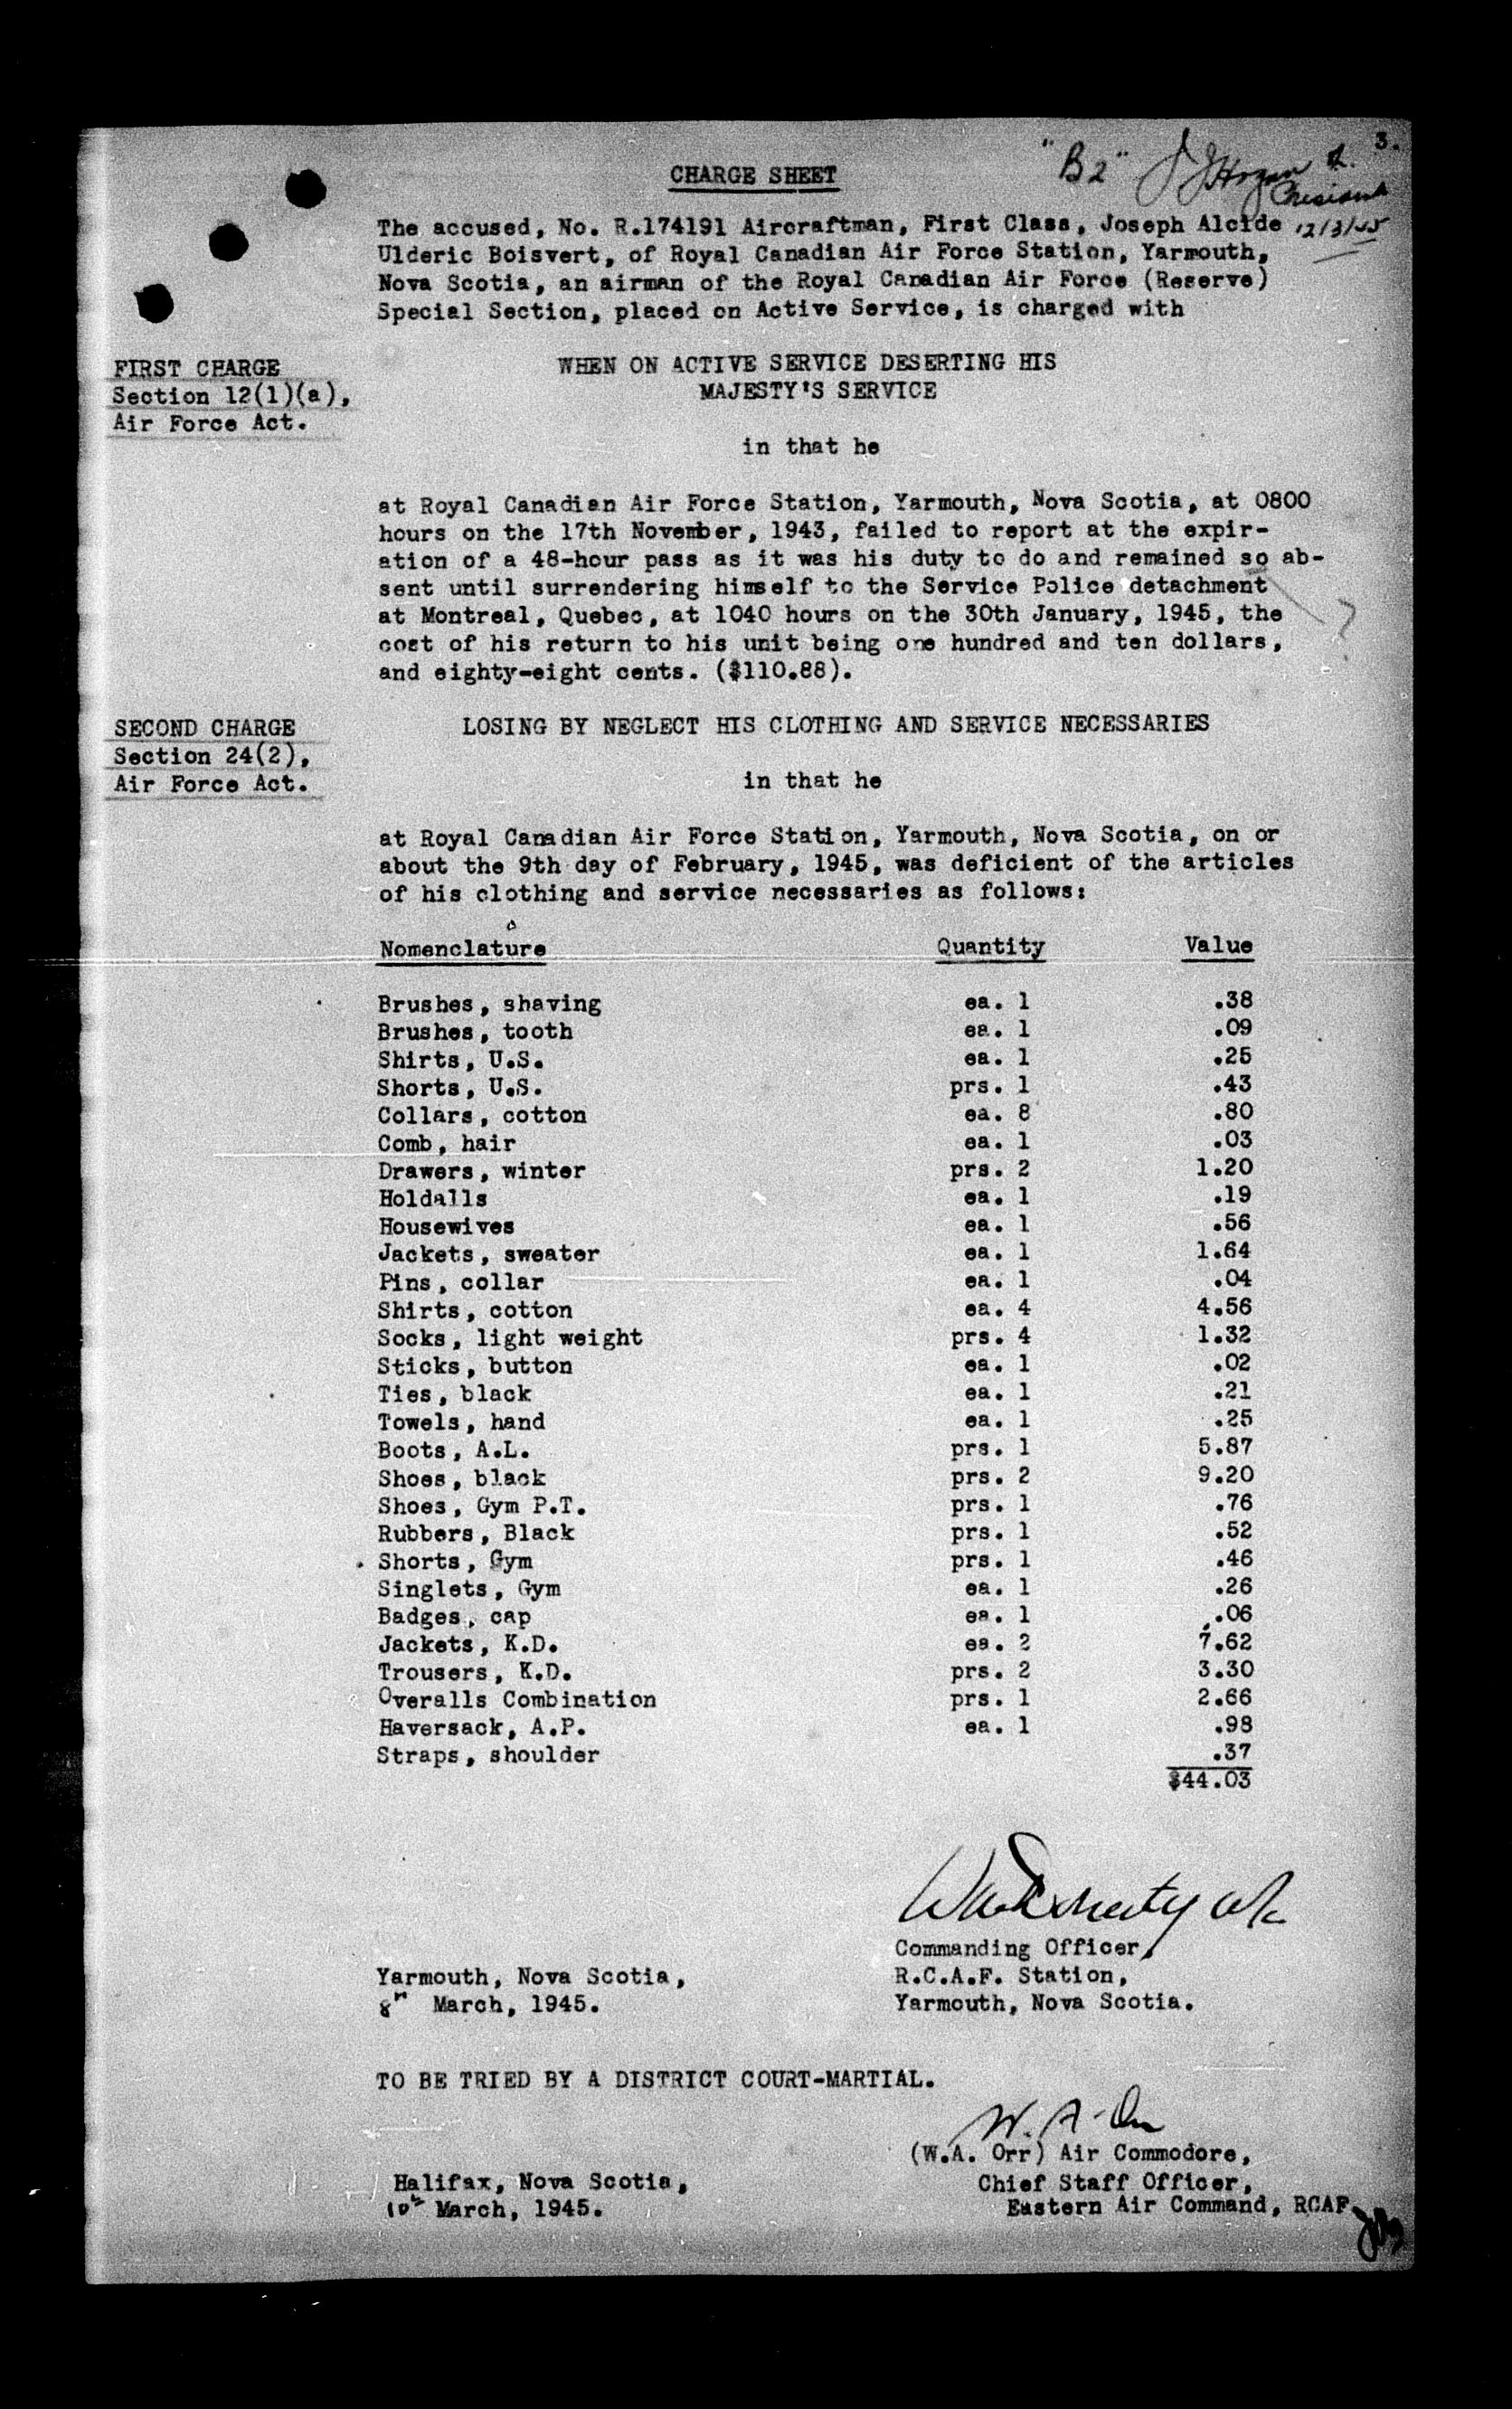 3.
"B2" J J Hogan
CHARGE SHEET
12/3/45
The accused, No. R.174191 Aircraftman, First Class, Joseph Alcide
Ulderic Boisvert, of Royal Canadian Air Force Station, Yarmouth,
Nova Scotia, an airman of the Royal Canadian Air Force (Reserve)
Special Section, placed on Active Service, is charged with
FIRST CHARGE
Section 12(1)(a),
Air Force Act.
WHEN ON ACTIVE SERVICE DESERTING HIS
MAJESTY'S SERVICE
in that he
at Royal Canadian Air Force Station, Yarmouth, Nova Scotia, at 0800
hours on the 17th November, 1943, failed to report at the expir-
ation of a 48-hour pass as it was his duty to do and remained so ab-
sent until surrendering himself to the Service Police detachment
at Montreal, Quebec, at 1040 hours on the 30th January, 1945, the ?
cost of his return to his unit being one hundred and ten dollars,
and eighty-eight cents. ($110.88).
SECOND CHARGE
Section 24(2),
Air Force Act.
LOSING BY NEGLECT HIS CLOTHING AND SERVICE NECESSARIES
in that he
at Royal Canadian Air Force Station, Yarmouth, Nova Scotia, on or
about the 9th day of February, 1945, was deficient of the articles
of his clothing and service necessaries as follows:
Nomenclature Quantity Value
Brushes, shaving ea. 1 .38
Brushes, tooth ea. 1 .09
Shirts, U.S. ea. 1 .25
Shorts, U.S. prs. 1 .43
Collars, cotton ea. 8 .80
Comb, hair ea. 1 .03
Drawers, winter prs. 2 1.20
Holdalls ea. 1 .19
Housewives ea. 1 .56
Jackets, sweater ea. 1 1.64
Pins, collar ea. 1 .04
Shirts, cotton ea. 4 4.56
Socks, light weight prs. 4 1.32
Sticks, button ea. 1 .02
Ties, black ea. 1 .21
Towels, hand ea. 1 .25
Boots, A.L. prs. 1 5.87
Shoes, black prs. 2 9.20
Shoes, Gym P.T. prs. 1 .76
Rubbers, Black prs. 1 .52
Shorts, Gym prs. 1 .46
Singlets, Gym ea. 1 .26
Badges, cap ea. 1 .06
Jackets, K.D. ea. 2 7.62
Trousers, K.D. prs. 2 3.30
Overalls Combination prs. 1 2.66
Haversack, A.P. ea. 1 .98
Straps, shoulder .37
$44.03
Commanding Officer,
Yarmouth, Nova Scotia, R.C.A.F. Station,
8th March, 1945. Yarmouth, Nova Scotia.
TO BE TRIED BY A DISTRICT COURT-MARTIAL.
W. A. Orr
(W.A. Orr) Air Commodore,
Halifax, Nova Scotia, Chief Staff Officer,
10th March, 1945. Eastern Air Command, RCAF.